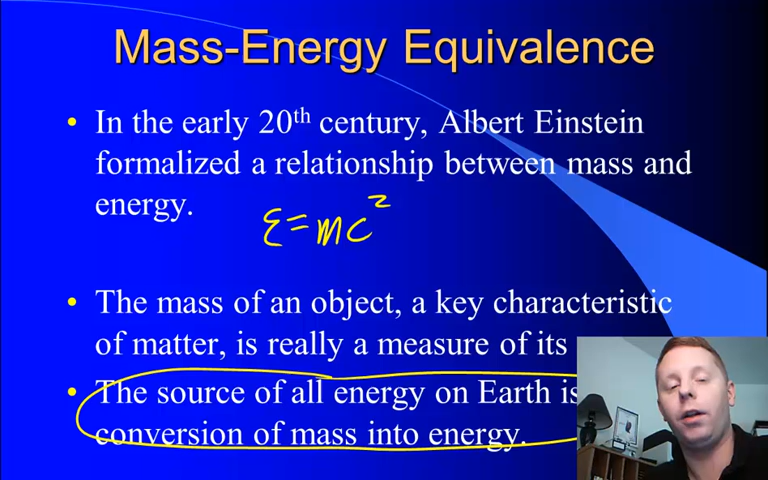 Mass-Energy Equivalence
• In the early 20th century, Albert Einstein
formalized a relationship between mass and
energy.
ε=mc²
• The mass of an object, a key characteristic
of matter, is really a measure of its
• The source of all energy on Earth is
conversion of mass into energy.